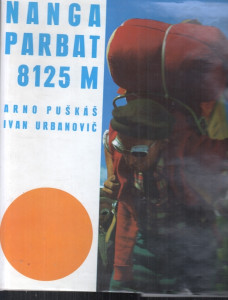 NANGA
PARBAT
8125 M
ARNO PUŠKÁŠ
IVAN URBANOVIČ